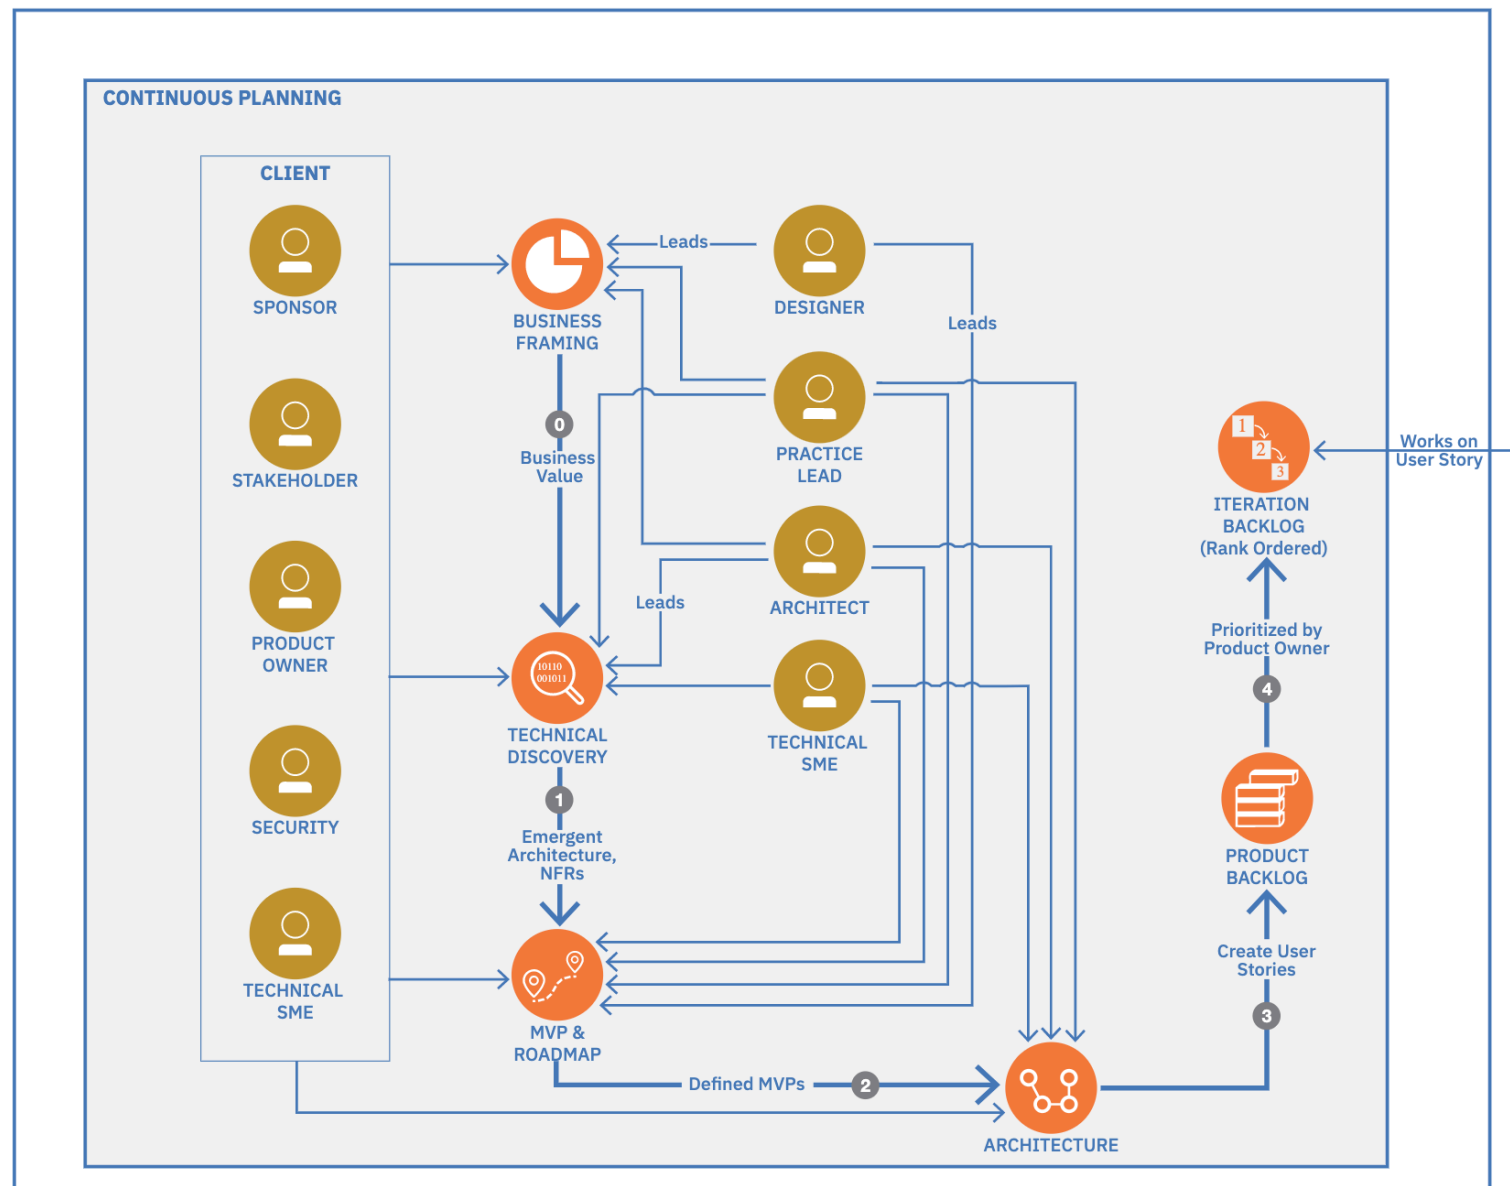 CONTINUOUS PLANNING
CLIENT
SPONSOR
STAKEHOLDER
PRODUCT
OWNER
SECURITY
TECHNICAL
SME
BUSINESS
FRAMING
0
Business
Value
10110
001011
TECHNICAL
DISCOVERY
1
Emergent
Architecture,
NFRs
MVP &
ROADMAP
Defined MVPs
2
Leads
DESIGNER
Leads
PRACTICE
LEAD
ARCHITECT
Leads
TECHNICAL
SME
ARCHITECTURE
3
Create User
Stories
PRODUCT
BACKLOG
4
Prioritized by
Product Owner
1
2
3
ITERATION
BACKLOG
(Rank Ordered)
Works on
User Story